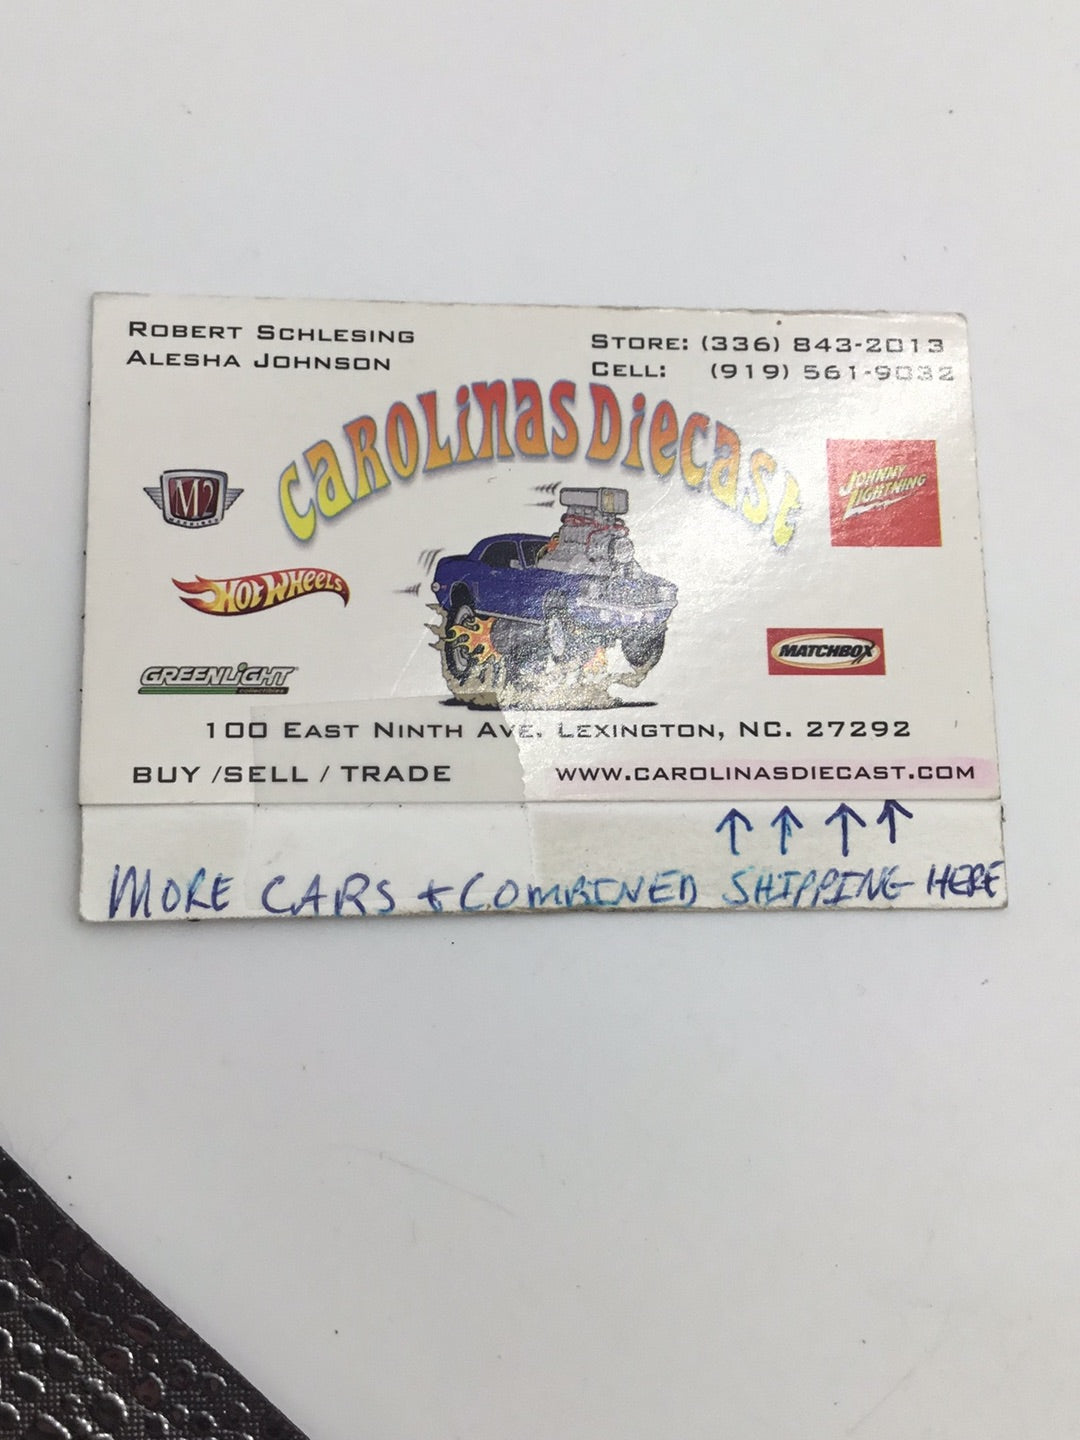 ROBERT SCHLESING
ALESHA JOHNSON
STORE: (336) 843-2013
CELL: (919) 561-9032
CAROLINAS DIECAST
M2
MACHINES
JOHNNY
LIGHTNING
HOT WHEELS
MATCHBOX
GREENLIGHT
collectibles
100 EAST NINTH AVE. LEXINGTON, NC. 27292
BUY /SELL / TRADE
WWW.CAROLINASDIECAST.COM
MORE CARS + COMBINED SHIPPING HERE